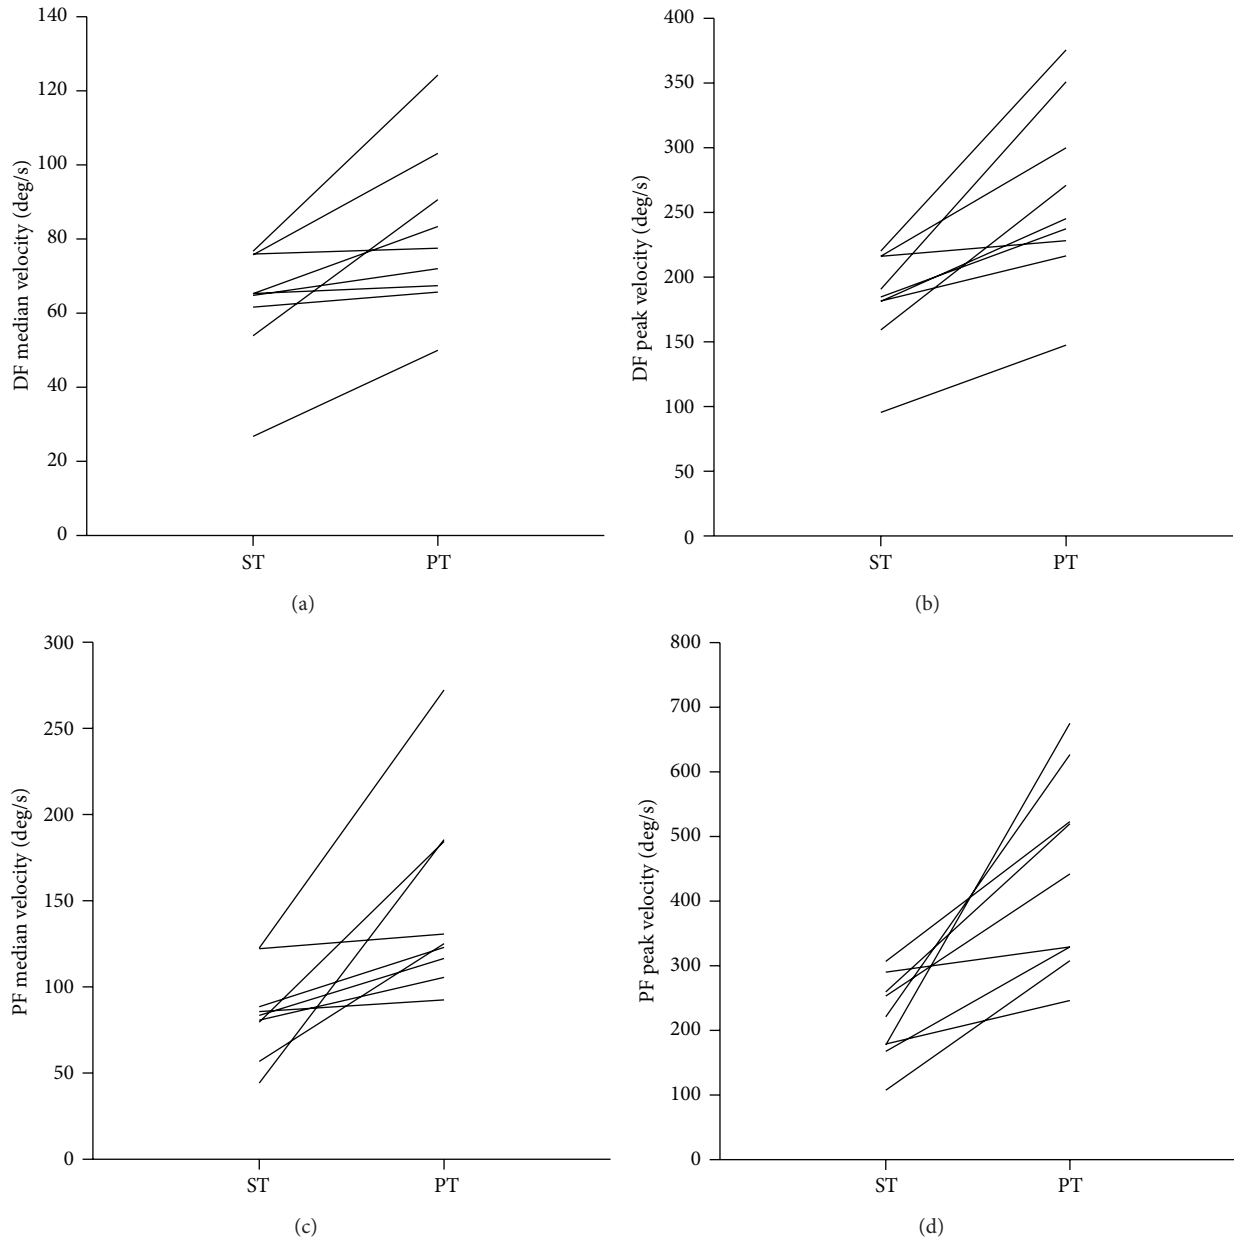 140
120
100
80
60
40
20
0
DF median velocity (deg/s)
ST PT
(a)
400
350
300
250
200
150
100
50
0
DF peak velocity (deg/s)
ST PT
(b)
300
250
200
150
100
50
0
PF median velocity (deg/s)
ST PT
(c)
800
700
600
500
400
300
200
100
0
PF peak velocity (deg/s)
ST PT
(d)